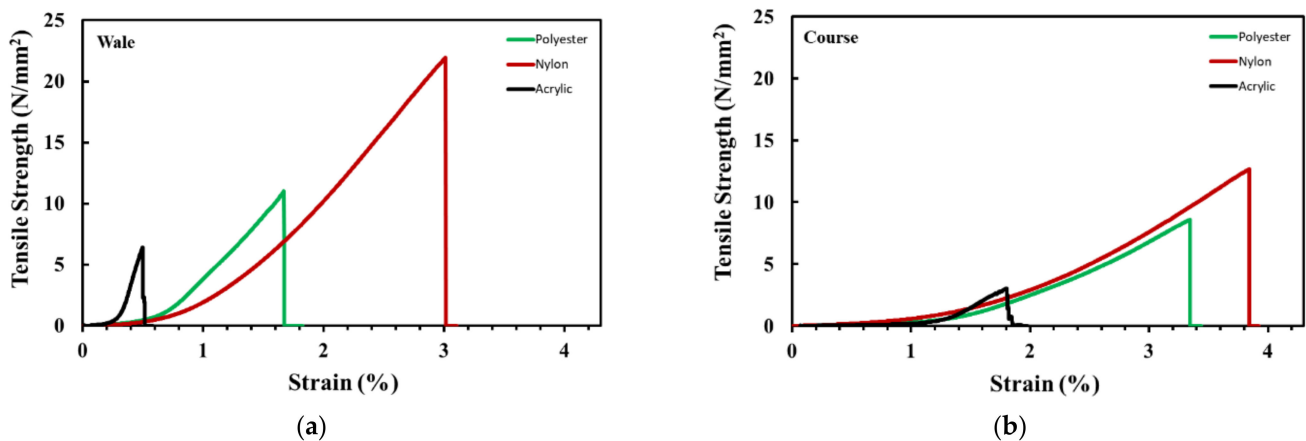 Wale
Polyester
Nylon
Acrylic
Tensile Strength (N/mm²)
25
20
15
10
5
0
0 1 2 3 4
Strain (%)
(a)
Course
Polyester
Nylon
Acrylic
Tensile Strength (N/mm²)
25
20
15
10
5
0
0 1 2 3 4
Strain (%)
(b)